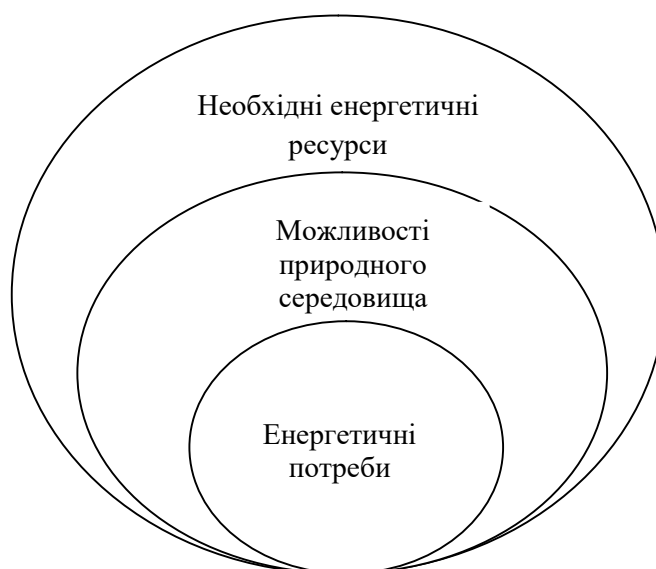 Необхідні енергетичні
ресурси
Можливості
природного
середовища
Енергетичні
потреби